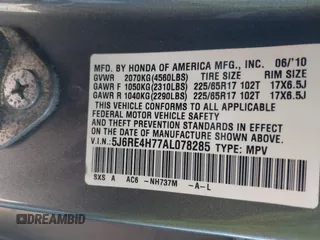 MFD. BY HONDA OF AMERICA MFG., INC. 06/'10
GVWR 2070KG(4560LBS) TIRE SIZE RIM SIZE
GAWR F 1050KG(2310LBS) 225/65R17 102T 17X6.5J
GAWR R 1040KG(2290LBS) 225/65R17 102T 17X6.5J
THIS VEHICLE CONFORMS TO ALL APPLICABLE
FEDERAL MOTOR VEHICLE SAFETY STANDARDS IN
EFFECT ON THE DATE OF MANUFACTURE SHOWN ABOVE.
V.I.N.: 5J6RE4H77AL078285 TYPE: MPV
SXS A AC6 -NH737M -A-L
DREAMBID